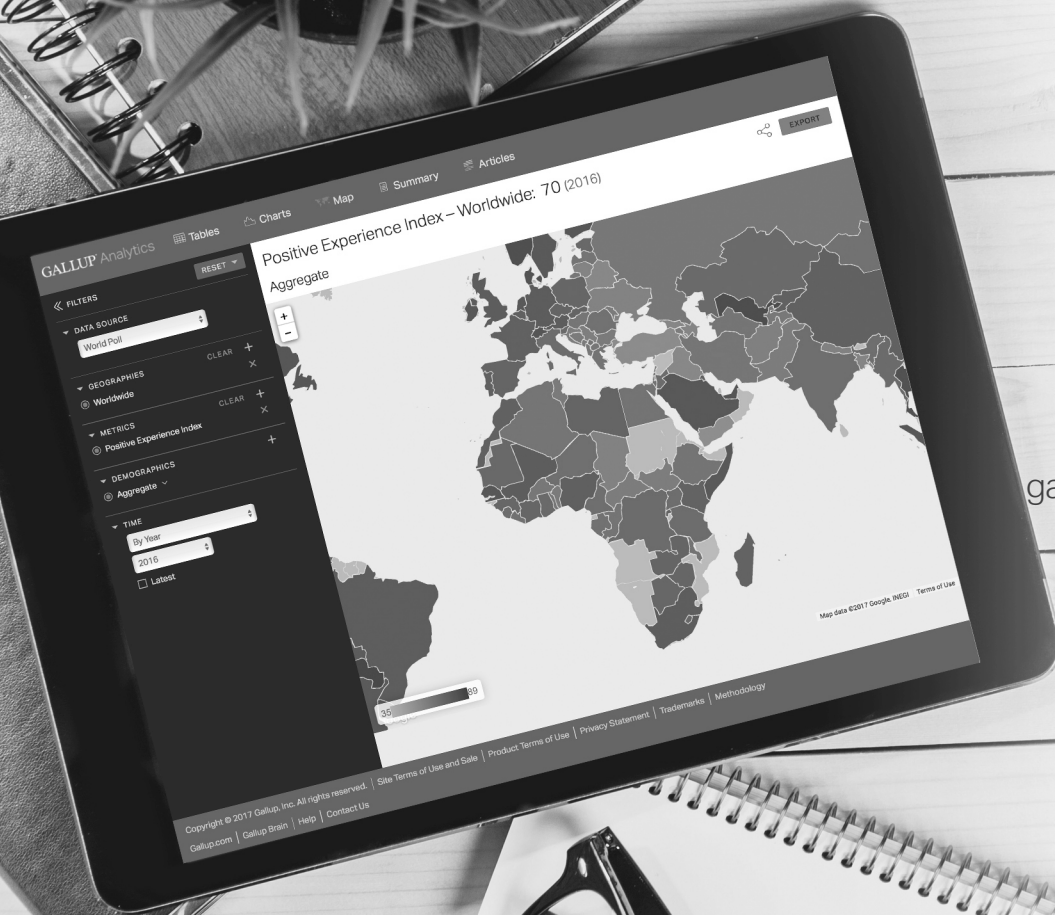 GALLUP Analytics
Tables
Charts
Map
Summary
Articles
EXPORT
Positive Experience Index – Worldwide: 70 (2016)
Aggregate
RESET
FILTERS
DATA SOURCE
World Poll
CLEAR
GEOGRAPHIES
Worldwide
CLEAR
METRICS
Positive Experience Index
DEMOGRAPHICS
Aggregate
TIME
By Year
2016
Latest
+
−
35
89
Map data ©2017 Google, INEGI
Terms of Use
Copyright © 2017 Gallup, Inc. All rights reserved. | Site Terms of Use and Sale | Product Terms of Use | Privacy Statement | Trademarks | Methodology
Gallup.com | Gallup Brain | Help | Contact Us
ga